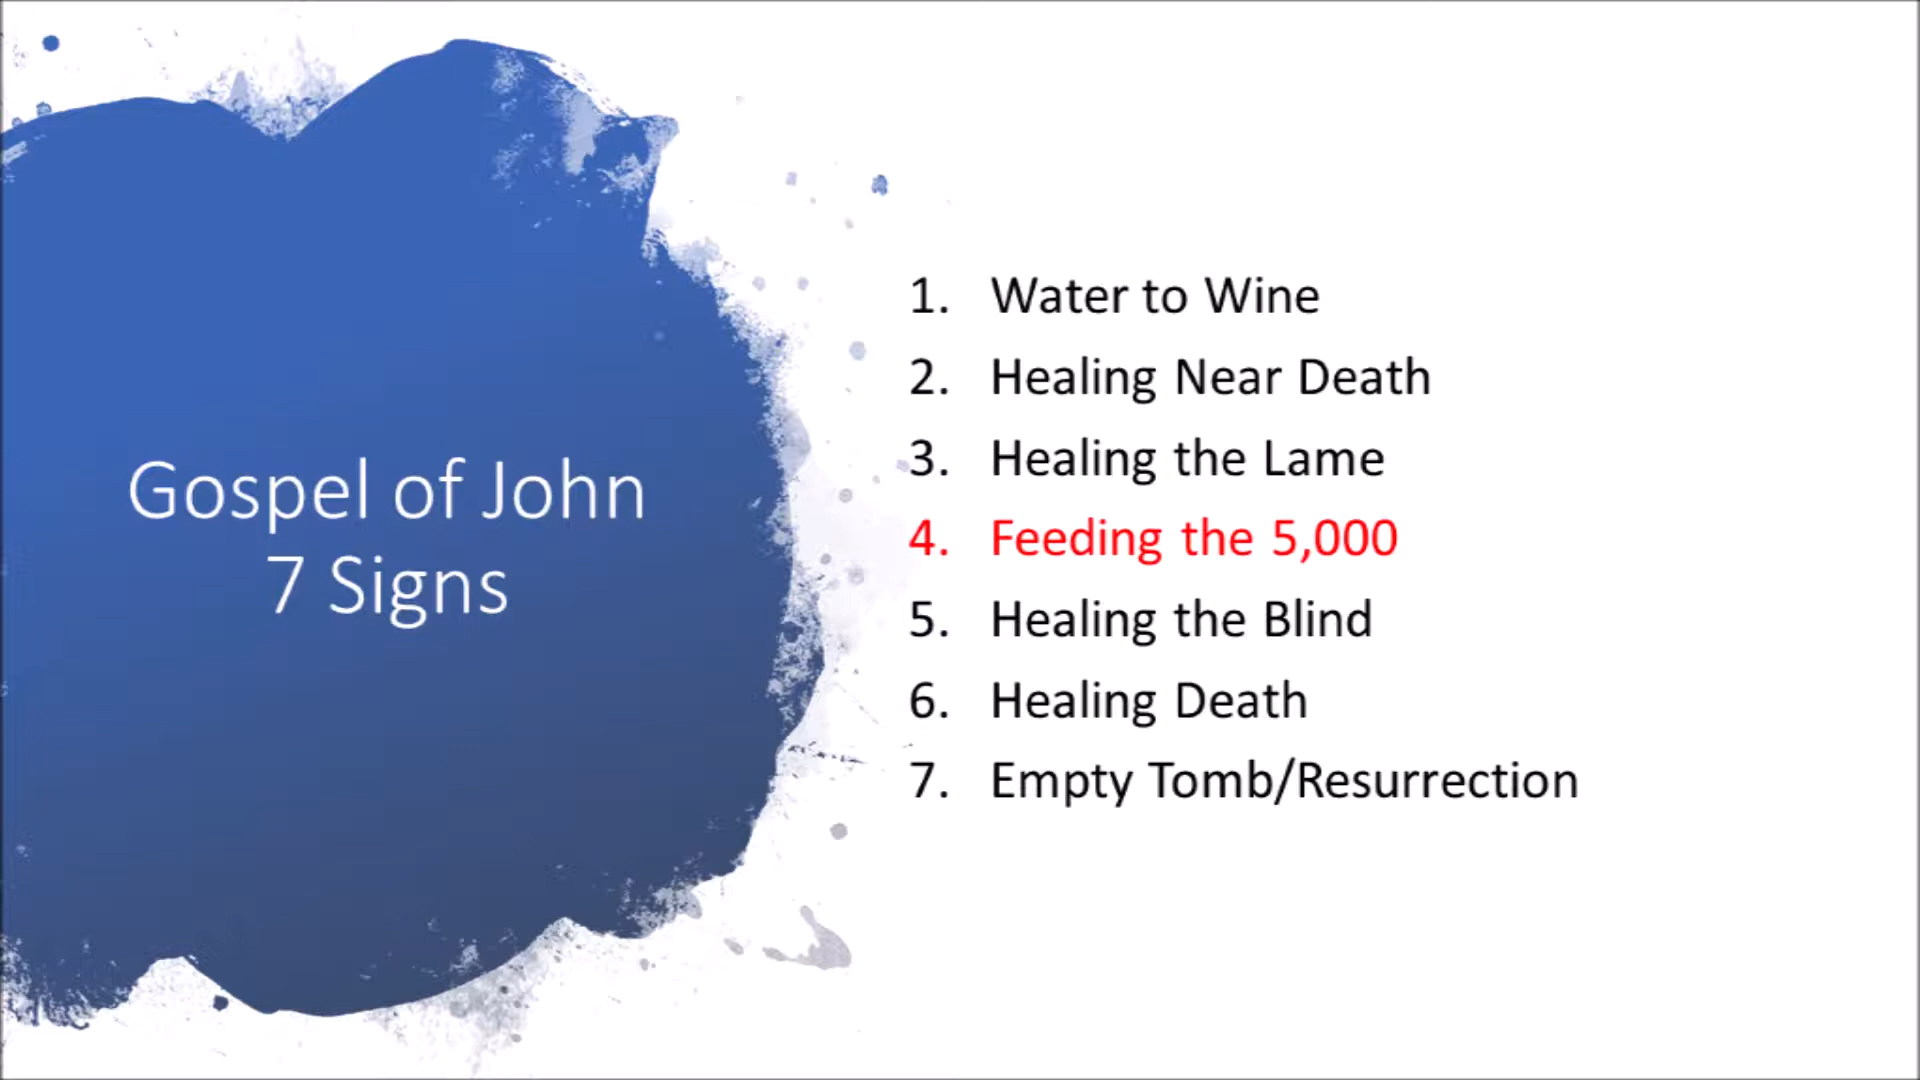 Gospel of John
7 Signs
1. Water to Wine
2. Healing Near Death
3. Healing the Lame
4. Feeding the 5,000
5. Healing the Blind
6. Healing Death
7. Empty Tomb/Resurrection